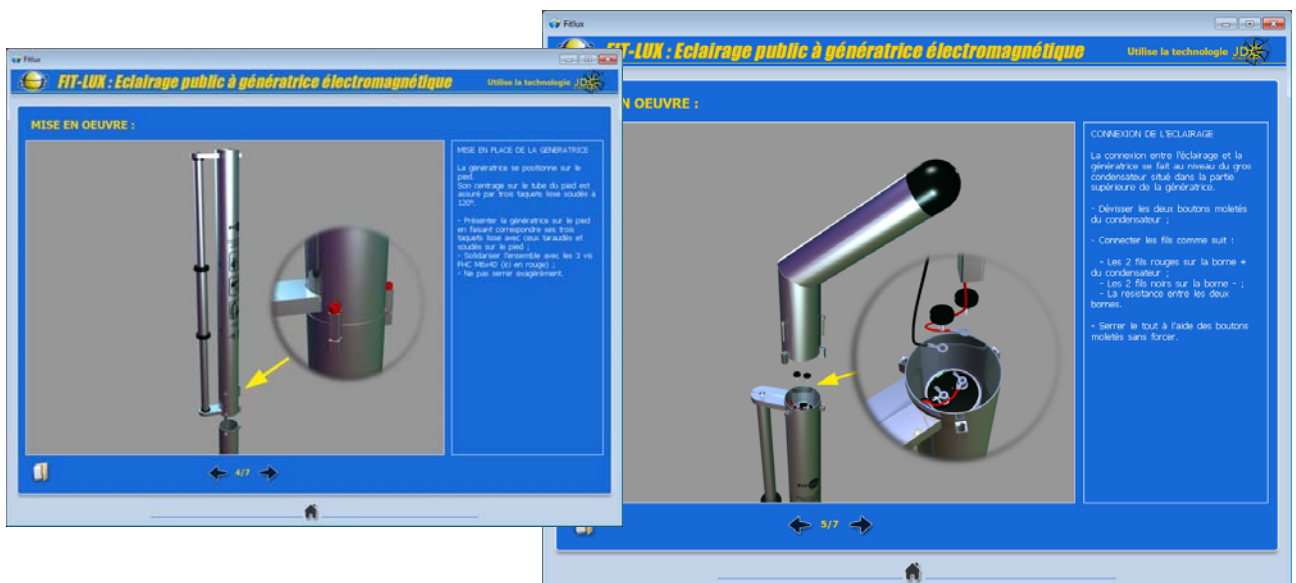 Fitlux
FIT-LUX : Eclairage public à génératrice électromagnétique
Utilise la technologie JDC
MISE EN OEUVRE :
MISE EN PLACE DE LA GENERATRICE
La génératrice se positionne sur le
pied.
Son centrage sur le tube du pied est
assuré par trois taquets lisse soudés à
120°.
- Présenter la génératrice sur le pied
en faisant correspondre ses trois
taquets lisse avec ceux taraudés et
soudés sur le pied ;
- Solidariser l'ensemble avec les 3 vis
FHC M6x40 (ici en rouge) ;
- Ne pas serrer exagérément.
4/7
Fitlux
FIT-LUX : Eclairage public à génératrice électromagnétique
Utilise la technologie JDC
N OEUVRE :
CONNEXION DE L'ECLAIRAGE
La connexion entre l'éclairage et la
génératrice se fait au niveau du gros
condensateur situé dans la partie
supérieure de la génératrice.
- Dévisser les deux boutons moletés
du condensateur ;
- Connecter les fils comme suit :
- Les 2 fils rouges sur la borne +
du condensateur ;
- Les 2 fils noirs sur la borne - ;
- La resistance entre les deux
bornes.
- Serrer le tout à l'aide des boutons
moletés sans forcer.
5/7